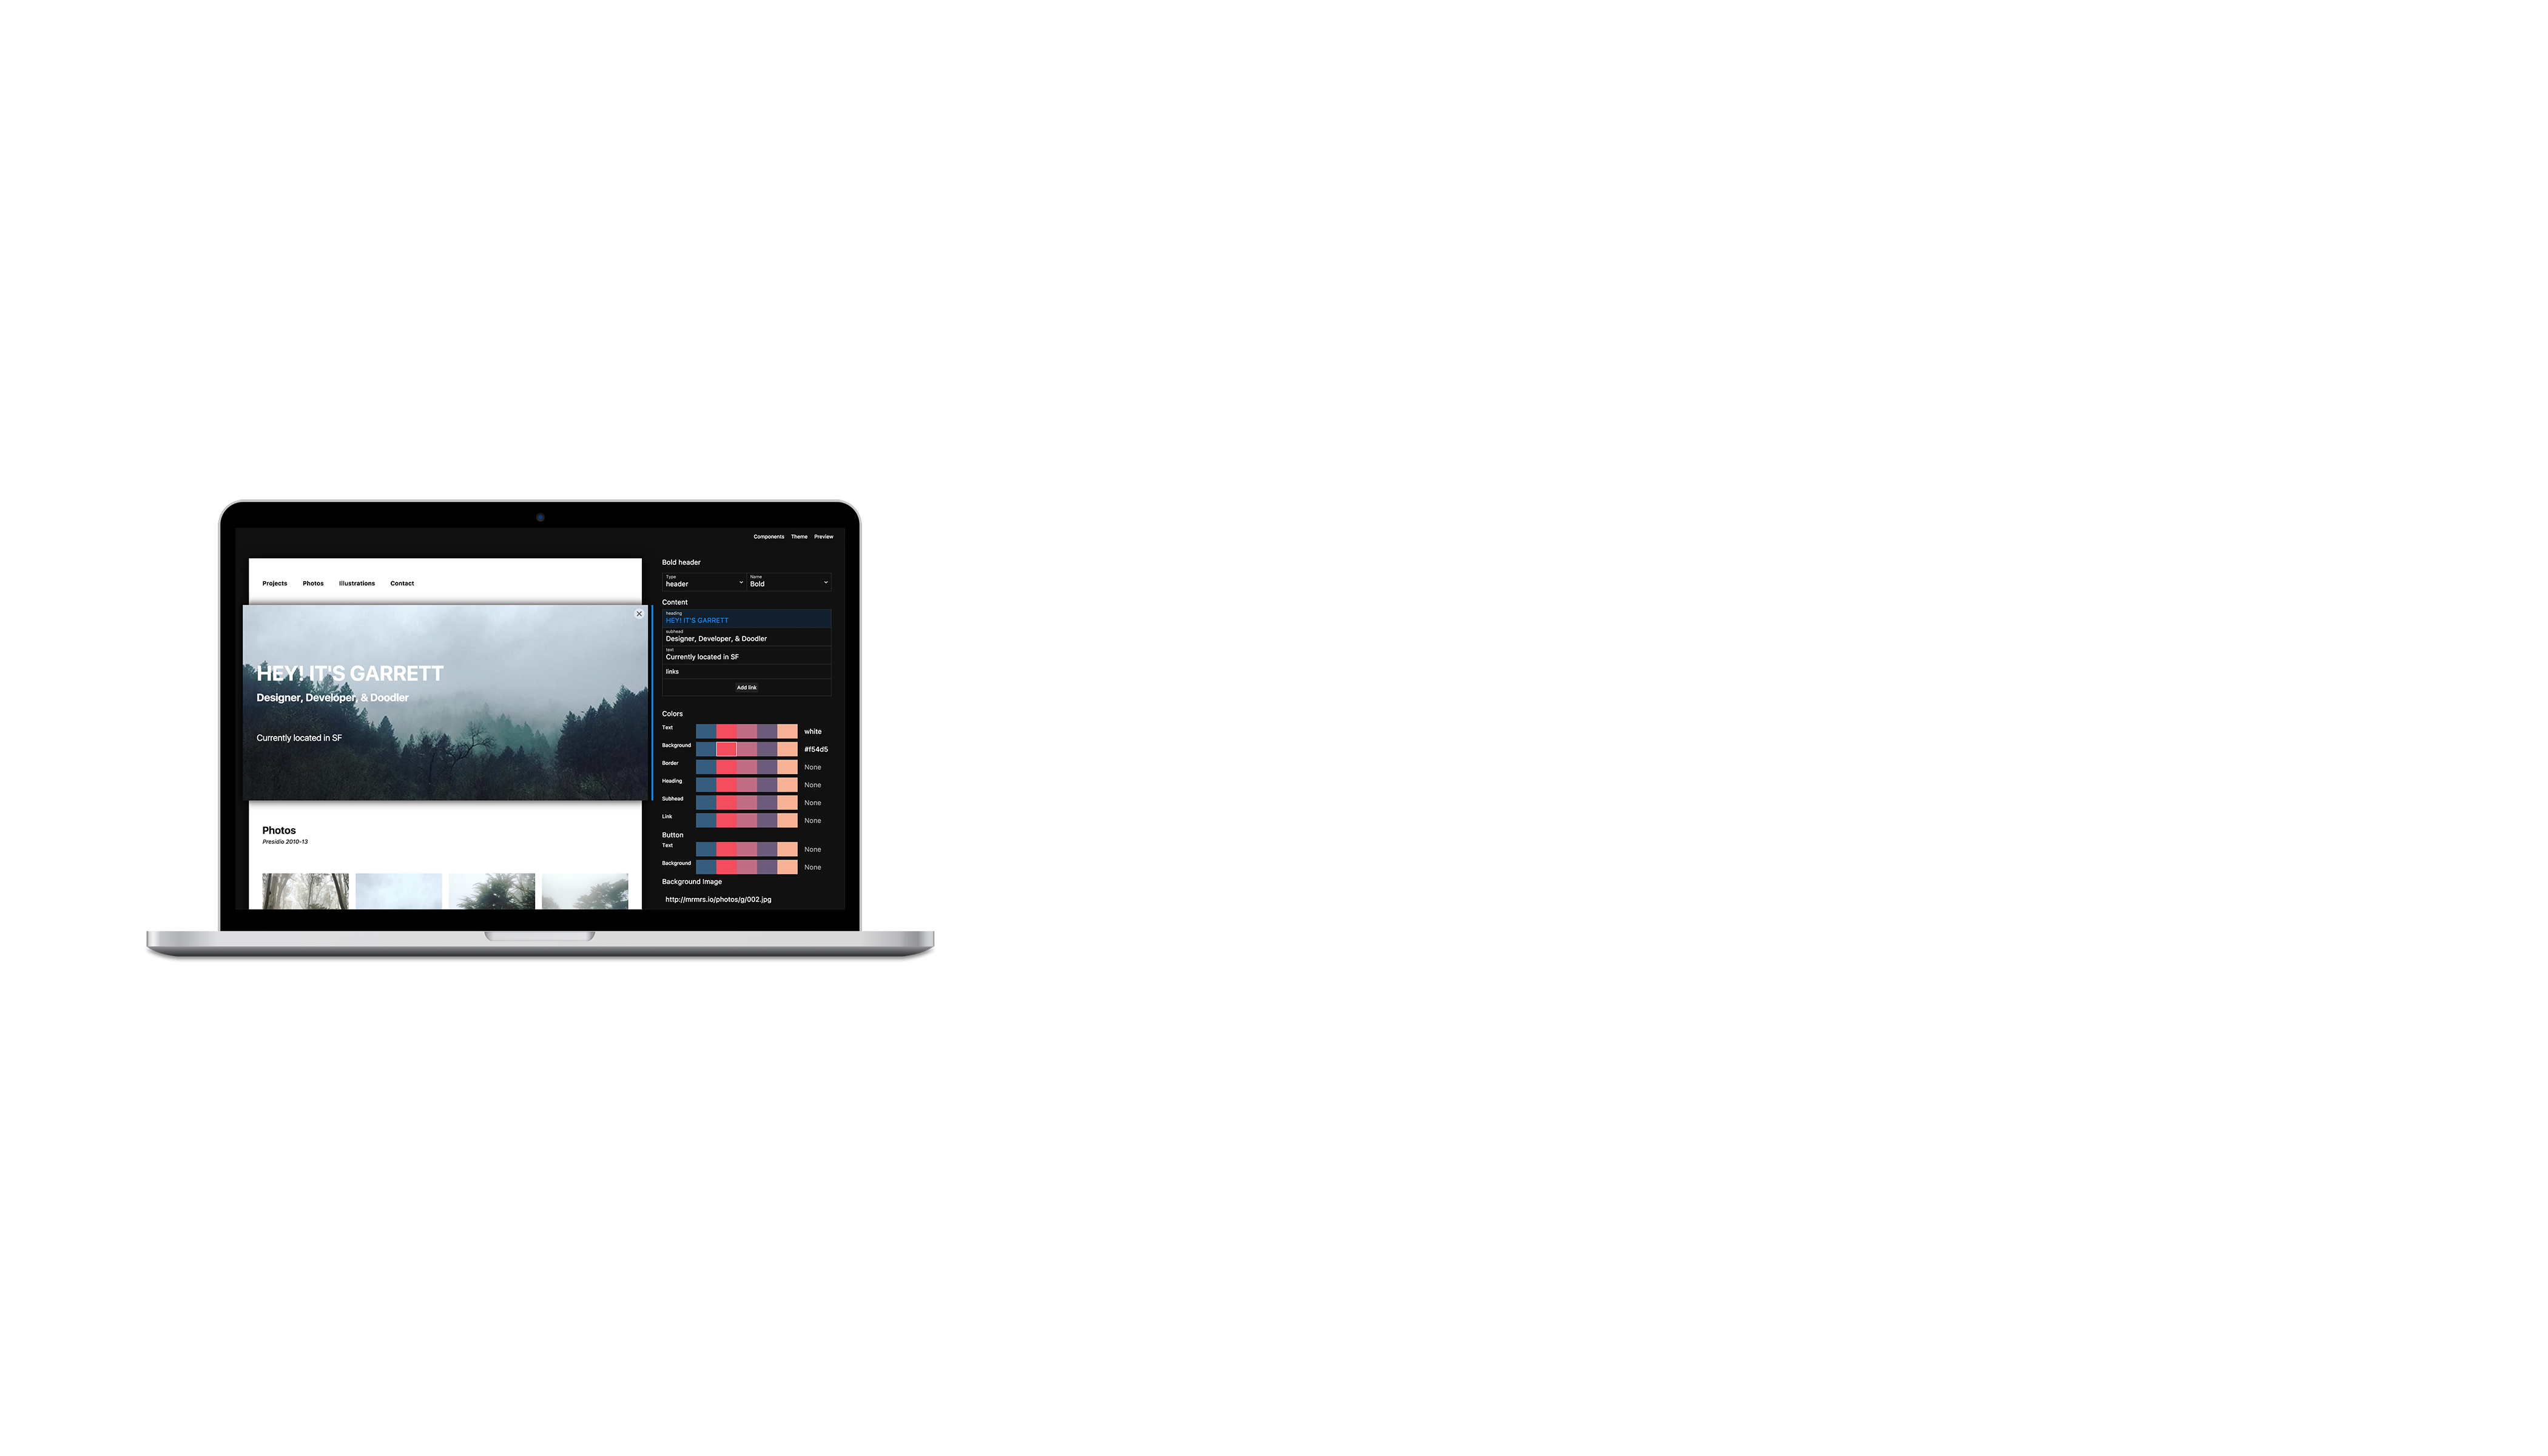 Components Theme Preview
Projects Photos Illustrations Contact
HEY! IT'S GARRETT
Designer, Developer, & Doodler
Currently located in SF
Photos
Presidio 2010-13
Bold header
Type
header
Name
Bold
Content
heading
HEY! IT'S GARRETT
subhead
Designer, Developer, & Doodler
text
Currently located in SF
links
Add link
Colors
Text white
Background #f54d5
Border None
Heading None
Subhead None
Link None
Button
Text None
Background None
Background Image
http://mrmrs.io/photos/g/002.jpg